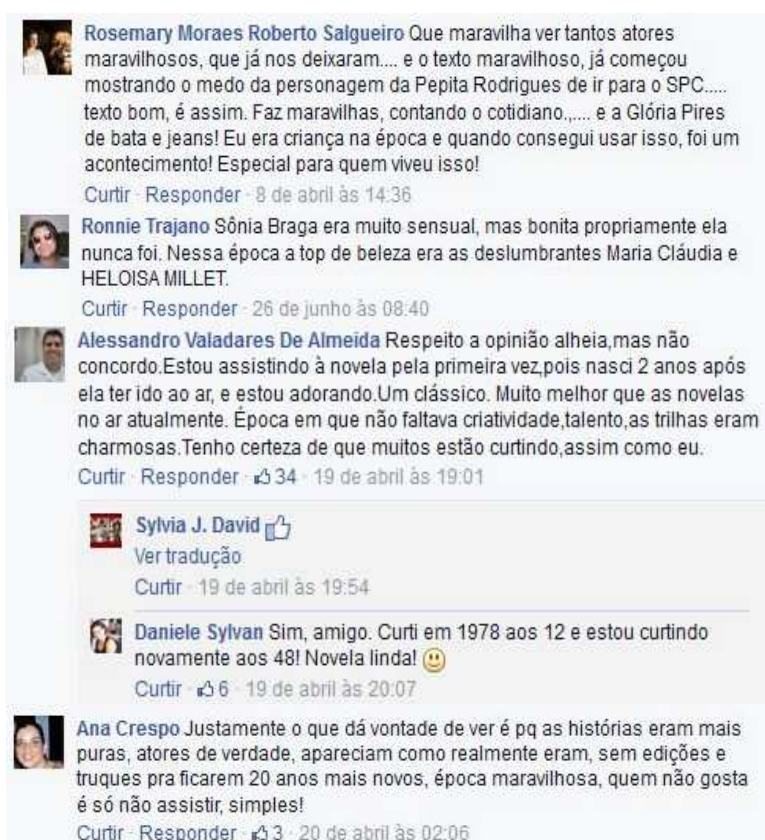 Rosemary Moraes Roberto Salgueiro Que maravilha ver tantos atores
maravilhosos, que já nos deixaram.... e o texto maravilhoso, já começou
mostrando o medo da personagem da Pepita Rodrigues de ir para o SPC.....
texto bom, é assim. Faz maravilhas, contando o cotidiano.,.... e a Glória Pires
de bata e jeans! Eu era criança na época e quando consegui usar isso, foi um
acontecimento! Especial para quem viveu isso!
Curtir · Responder · 8 de abril às 14:36
Ronnie Trajano Sônia Braga era muito sensual, mas bonita propriamente ela
nunca foi. Nessa época a top de beleza era as deslumbrantes Maria Cláudia e
HELOISA MILLET.
Curtir · Responder · 26 de junho às 08:40
Alessandro Valadares De Almeida Respeito a opinião alheia,mas não
concordo.Estou assistindo à novela pela primeira vez,pois nasci 2 anos após
ela ter ido ao ar, e estou adorando.Um clássico. Muito melhor que as novelas
no ar atualmente. Época em que não faltava criatividade,talento,as trilhas eram
charmosas.Tenho certeza de que muitos estão curtindo,assim como eu.
Curtir · Responder · 34 · 19 de abril às 19:01
Sylvia J. David
Ver tradução
Curtir · 19 de abril às 19:54
Daniele Sylvan Sim, amigo. Curti em 1978 aos 12 e estou curtindo
novamente aos 48! Novela linda!
Curtir · 6 · 19 de abril às 20:07
Ana Crespo Justamente o que dá vontade de ver é pq as histórias eram mais
puras, atores de verdade, apareciam como realmente eram, sem edições e
truques pra ficarem 20 anos mais novos, época maravilhosa, quem não gosta
é só não assistir, simples!
Curtir · Responder · 3 · 20 de abril às 02:06